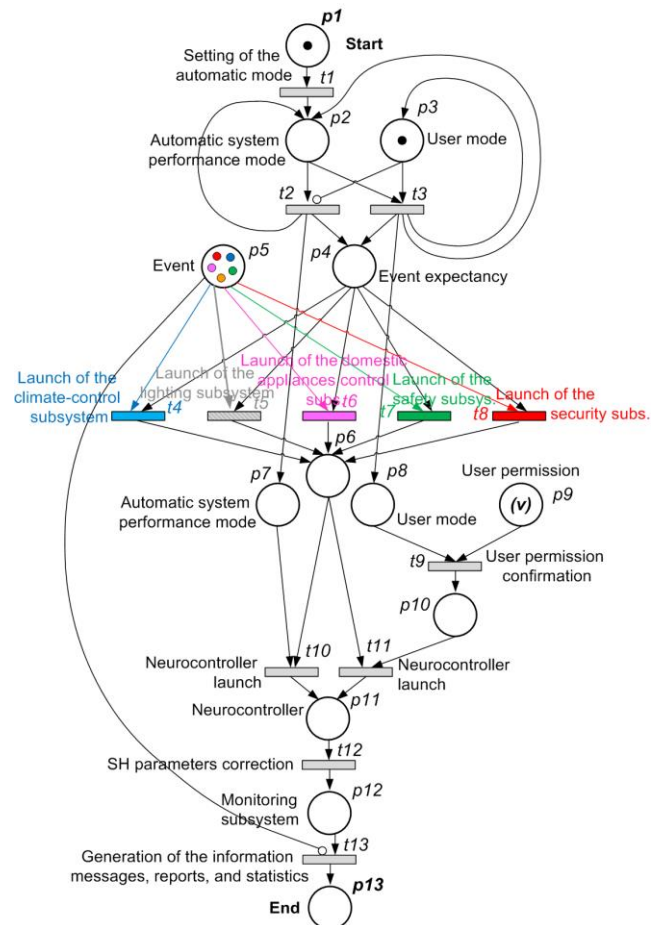 p1
Start
Setting of the
automatic mode
t1
p2
p3
Automatic system
performance mode
User mode
t2
t3
p5
p4
Event
Event expectancy
Launch of the domestic
Launch of the
Launch of the
appliances control
Launch of the
climate-control
lighting subsystem
subs.
safety subsys.
Launch of the
subsystem
t4
t5
t6
t7
t8
security subs.
p6
p7
p8
User permission
Automatic system
performance mode
User mode
(v)
p9
t9
User permission
confirmation
p10
t10
t11
Neurocontroller
launch
Neurocontroller
launch
p11
Neurocontroller
t12
SH parameters correction
p12
Monitoring
subsystem
t13
Generation of the information
messages, reports, and statistics
p13
End